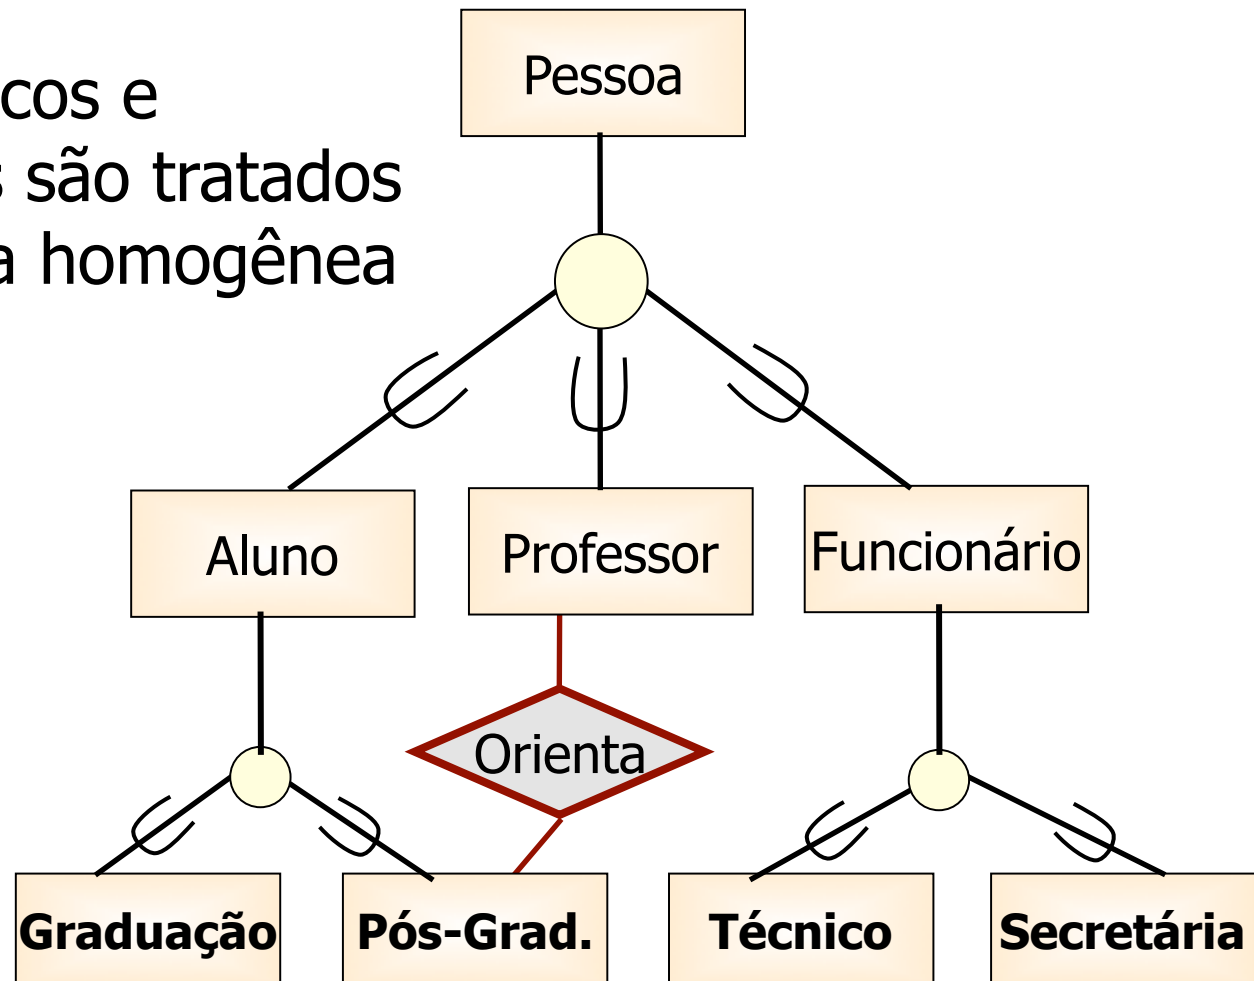 cos e
s são tratados
a homogênea
Pessoa
Aluno
Professor
Funcionário
Orienta
Graduação
Pós-Grad.
Técnico
Secretária